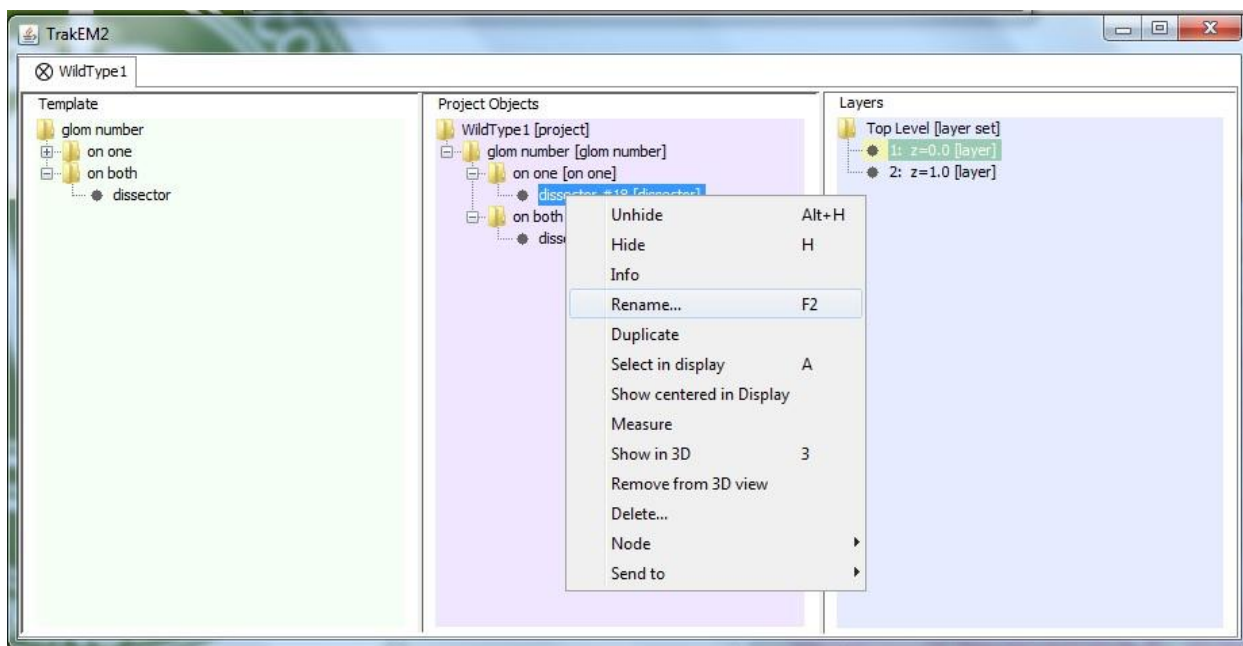 TrakEM2
WildType1
Template
glom number
on one
on both
dissector
Project Objects
WildType1 [project]
glom number [glom number]
on one [on one]
dissector #18 [dissector]
on both
Layers
Top Level [layer set]
1: z=0.0 [layer]
2: z=1.0 [layer]
Unhide Alt+H
Hide H
Info
Rename... F2
Duplicate
Select in display A
Show centered in Display
Measure
Show in 3D 3
Remove from 3D view
Delete...
Node
Send to